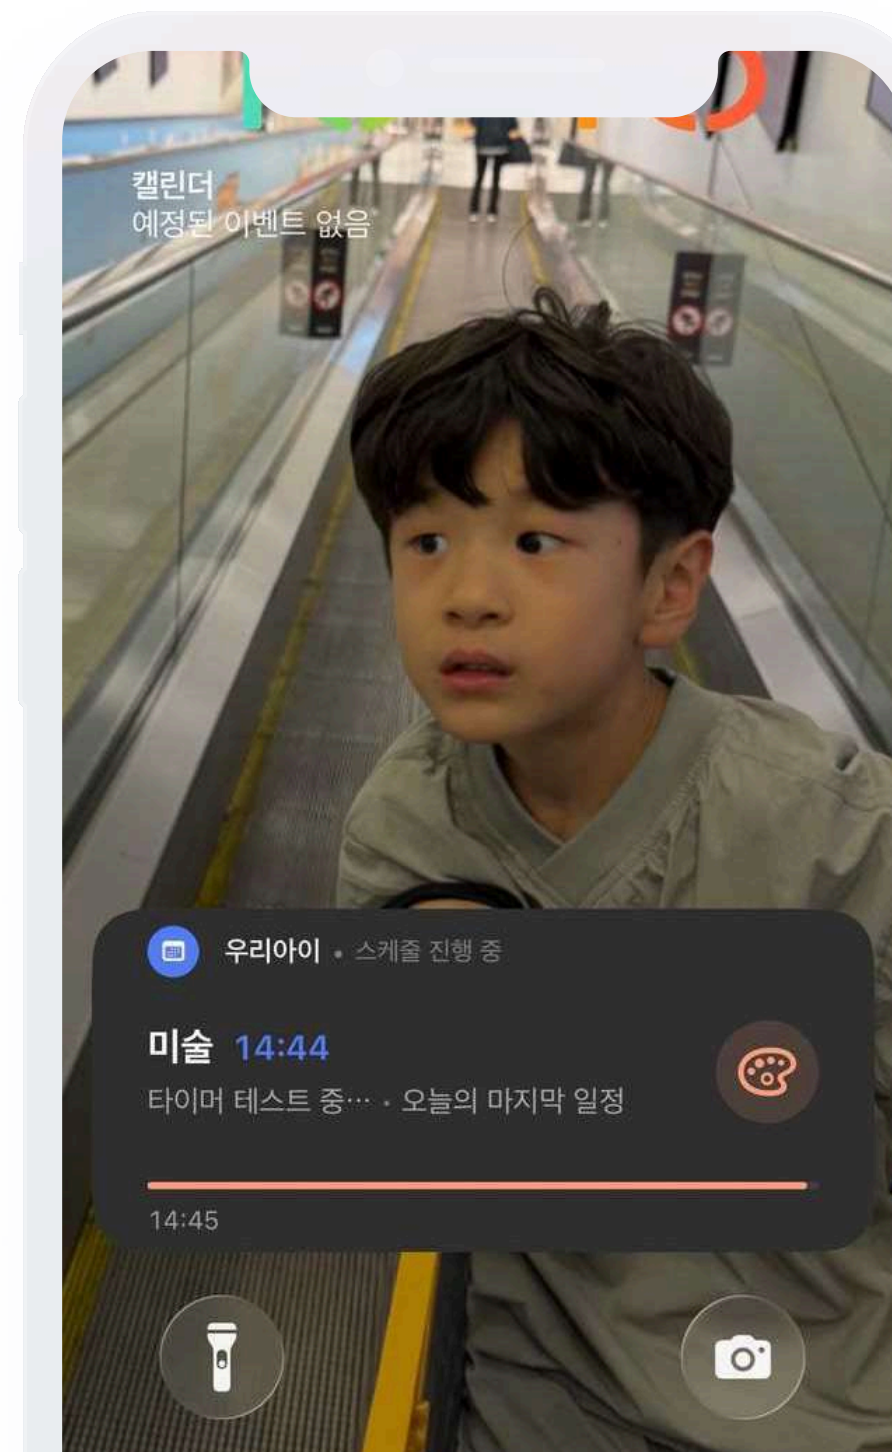 캘린더
예정된 이벤트 없음
우리아이 • 스케줄 진행 중
미술 14:44
타이머 테스트 중… • 오늘의 마지막 일정
14:45